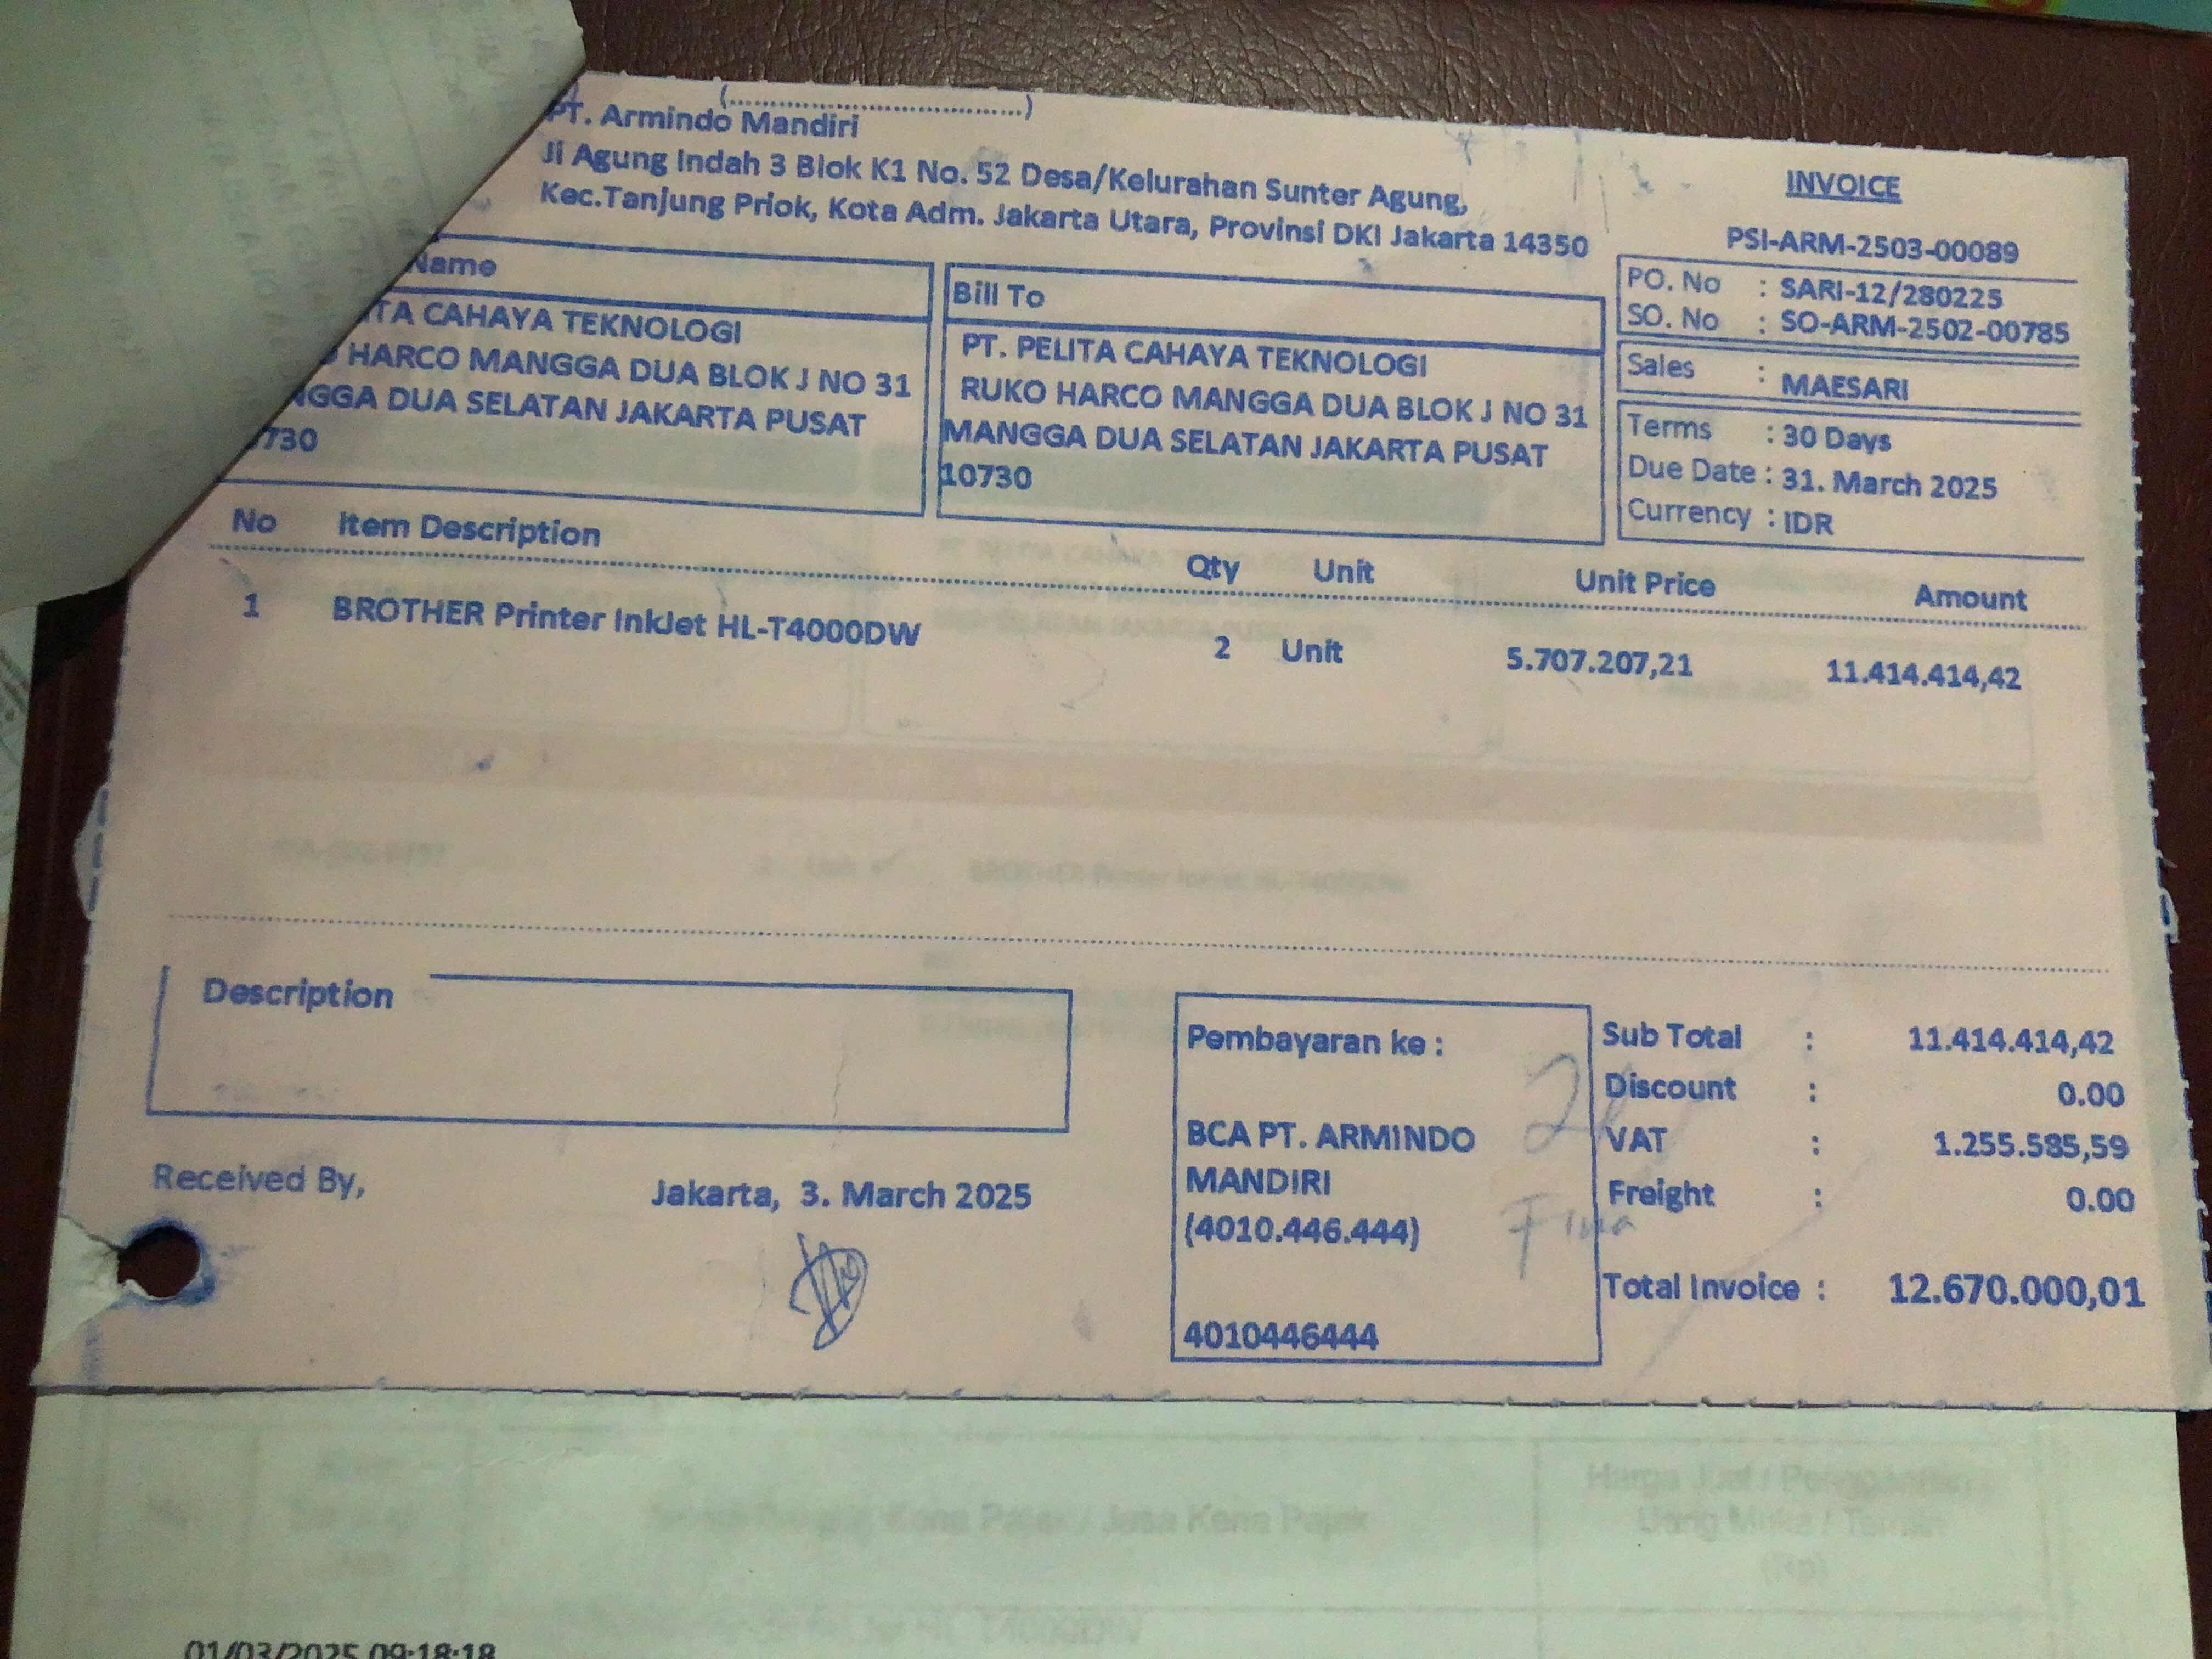 (..............................)
PT. Armindo Mandiri
Jl Agung Indah 3 Blok K1 No. 52 Desa/Kelurahan Sunter Agung,
Kec.Tanjung Priok, Kota Adm. Jakarta Utara, Provinsi DKI Jakarta 14350
INVOICE
PSI-ARM-2503-00089
PO. No : SARI-12/280225
SO. No : SO-ARM-2502-00785
Sales : MAESARI
Terms : 30 Days
Due Date : 31. March 2025
Currency : IDR
Name
CAHAYA TEKNOLOGI
HARCO MANGGA DUA BLOK J NO 31
DUA SELATAN JAKARTA PUSAT
Bill To
PT. PELITA CAHAYA TEKNOLOGI
RUKO HARCO MANGGA DUA BLOK J NO 31
MANGGA DUA SELATAN JAKARTA PUSAT
10730
No Item Description Qty Unit Unit Price Amount
1 BROTHER Printer InkJet HL-T4000DW 2 Unit 5.707.207,21 11.414.414,42
Description
Received By,
Jakarta, 3. March 2025
Pembayaran ke :
BCA PT. ARMINDO
MANDIRI
(4010.446.444)
4010446444
Sub Total : 11.414.414,42
Discount : 0.00
VAT : 1.255.585,59
Freight : 0.00
Total Invoice : 12.670.000,01
Kena Pajak / Jasa Kena Pajak
01/03/2025 09:18:18